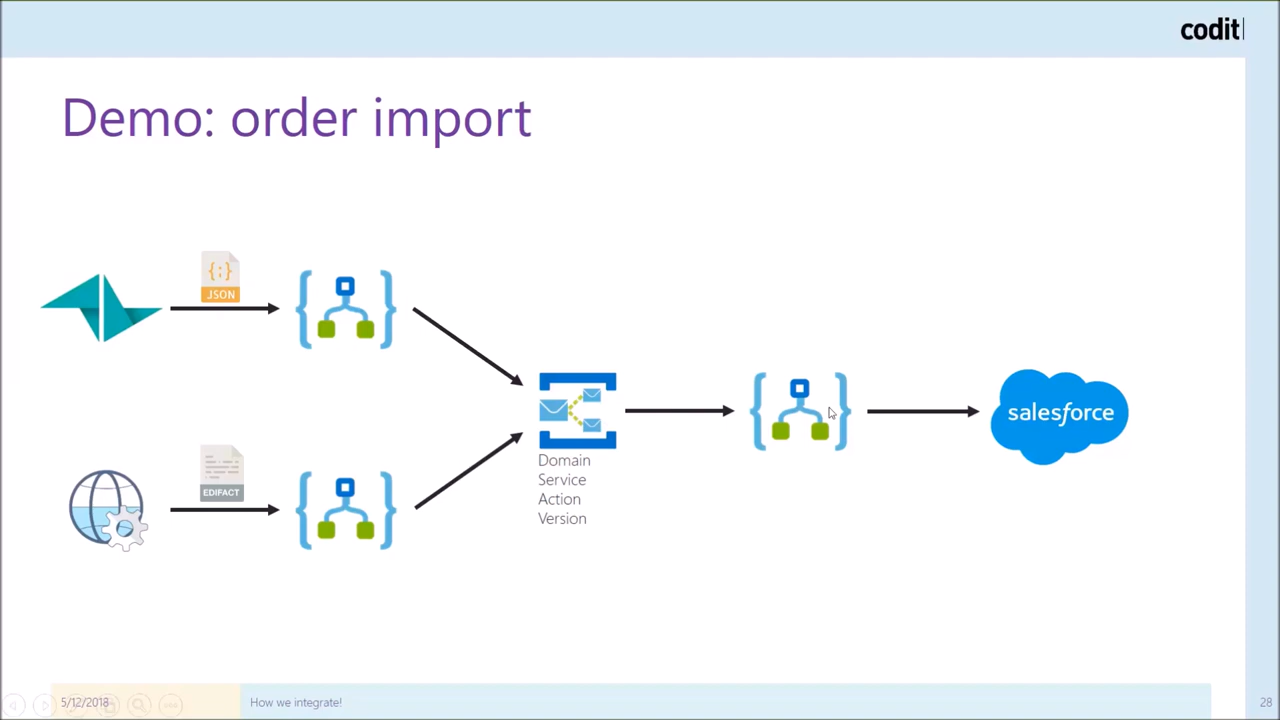 codit
Demo: order import
{:}
JSON
EDIFACT
Domain
Service
Action
Version
salesforce
5/12/2018
How we integrate!
28